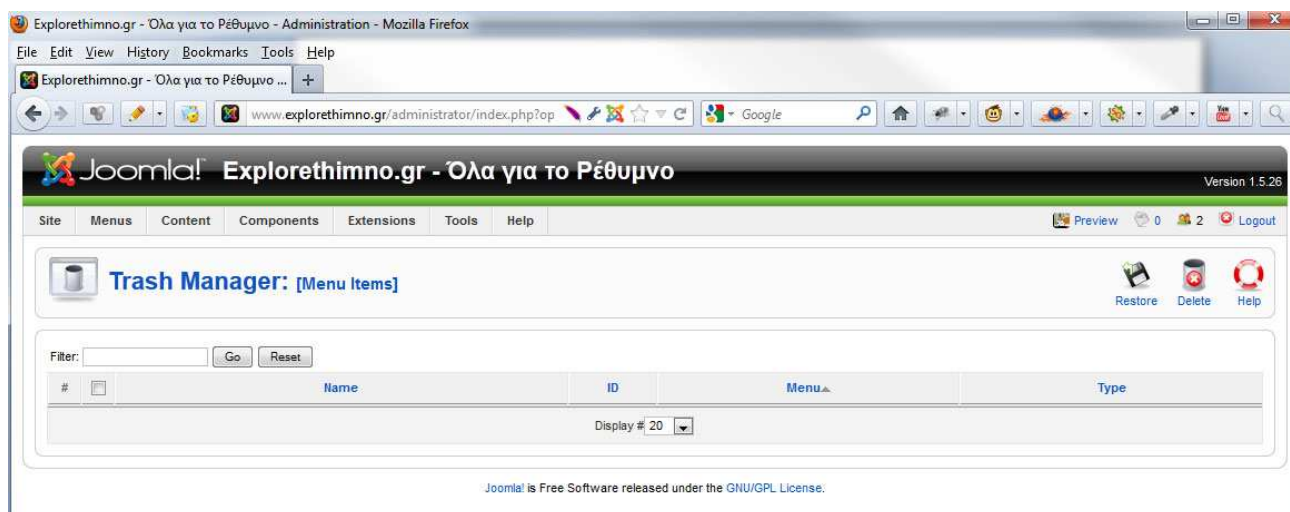 Explorethimno.gr - Όλα για το Ρέθυμνο - Administration - Mozilla Firefox
File Edit View History Bookmarks Tools Help
Explorethimno.gr - Όλα για το Ρέθυμνο ... +
www.explorethimno.gr/administrator/index.php?op Google
Joomla! Explorethimno.gr - Όλα για το Ρέθυμνο
Version 1.5.26
Site Menus Content Components Extensions Tools Help Preview 0 2 Logout
Trash Manager: [Menu Items]
Restore Delete Help
Filter: Go Reset
# Name ID Menu Type
Display # 20
Joomla! is Free Software released under the GNU/GPL License.